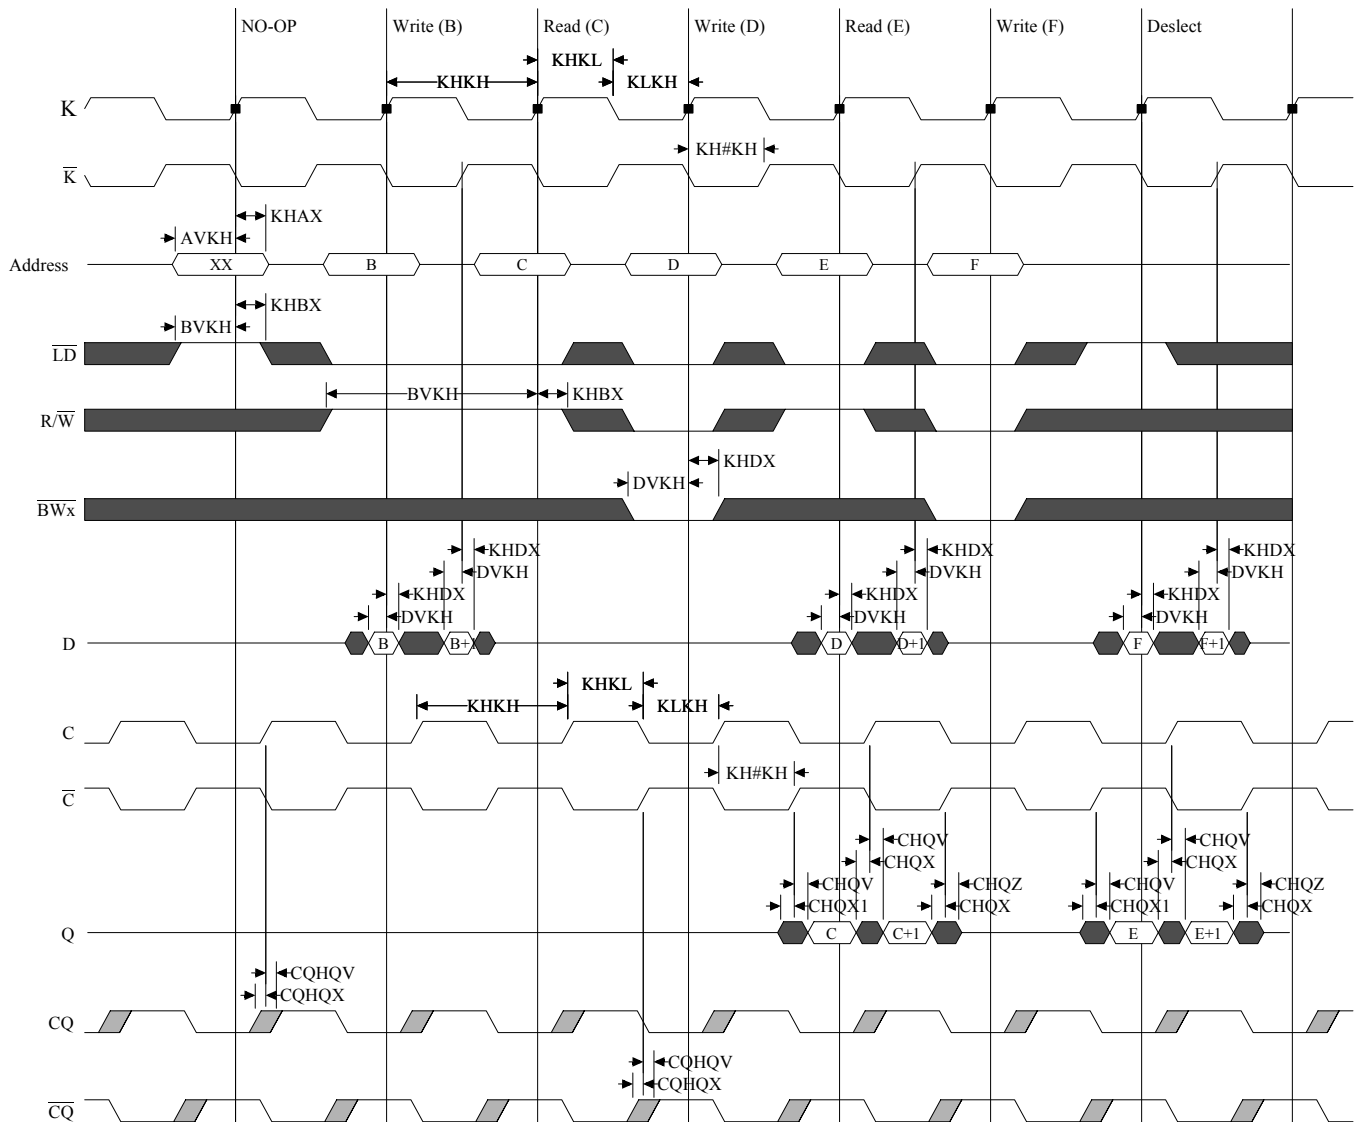 NO-OP Write (B) Read (C) Write (D) Read (E) Write (F) Deslect
KHKL
KHKH KLKH
K
KH#KH
K
KHAX
AVKH
Address XX B C D E F
KHBX
BVKH
LD
BVKH KHBX
R/W
KHDX
DVKH
BWx
KHDX KHDX KHDX
DVKH DVKH DVKH
KHDX KHDX KHDX
DVKH DVKH DVKH
D B B+1 D D+1 F F+1
KHKL
KHKH KLKH
C
KH#KH
C
CHQV CHQV
CHQX CHQX
CHQV CHQZ CHQV CHQZ
CHQX1 CHQX CHQX1 CHQX
Q C C+1 E E+1
CQHQV
CQHQX
CQ
CQHQV
CQHQX
CQ